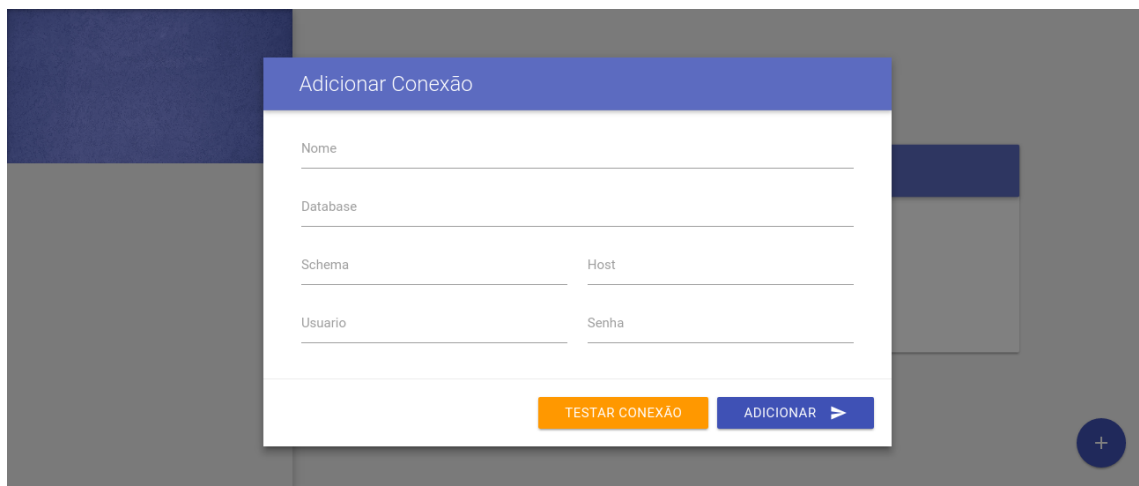 Adicionar Conexão
Nome
Database
Schema Host
Usuario Senha
TESTAR CONEXÃO ADICIONAR